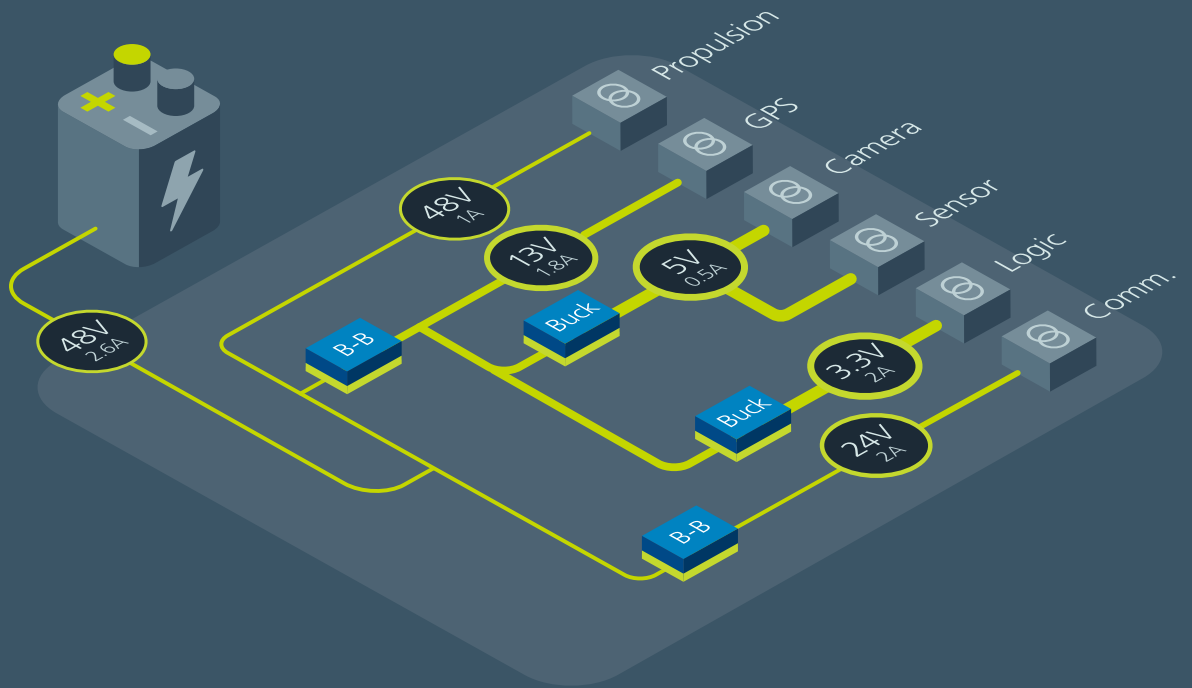 Propulsion
GPS
Camera
Sensor
Logic
Comm.
48V
1A
13V
1.8A
5V
0.5A
Buck
B-B
48V
2.6A
3.3V
2A
Buck
24V
2A
B-B